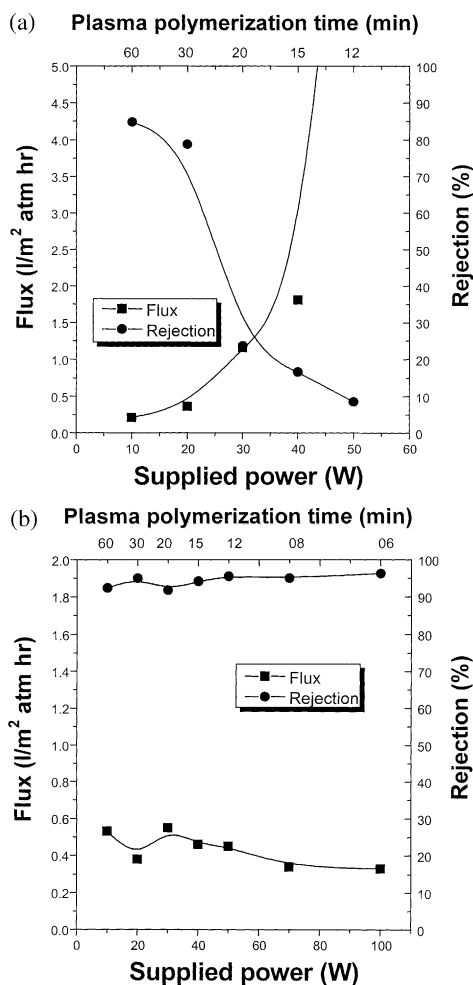 (a)
Plasma polymerization time (min)
60 30 20 15 12
5.0 4.5 4.0 3.5 3.0 2.5 2.0 1.5 1.0 0.5 0.0
Flux (l/m² atm hr)
Flux
Rejection
100 90 80 70 60 50 40 30 20 10 0
Rejection (%)
0 10 20 30 40 50 60
Supplied power (W)
(b)
Plasma polymerization time (min)
60 30 20 15 12 08 06
2.0 1.8 1.6 1.4 1.2 1.0 0.8 0.6 0.4 0.2 0.0
Flux (l/m² atm hr)
Flux
Rejection
100 90 80 70 60 50 40 30 20 10 0
Rejection (%)
0 20 40 60 80 100
Supplied power (W)